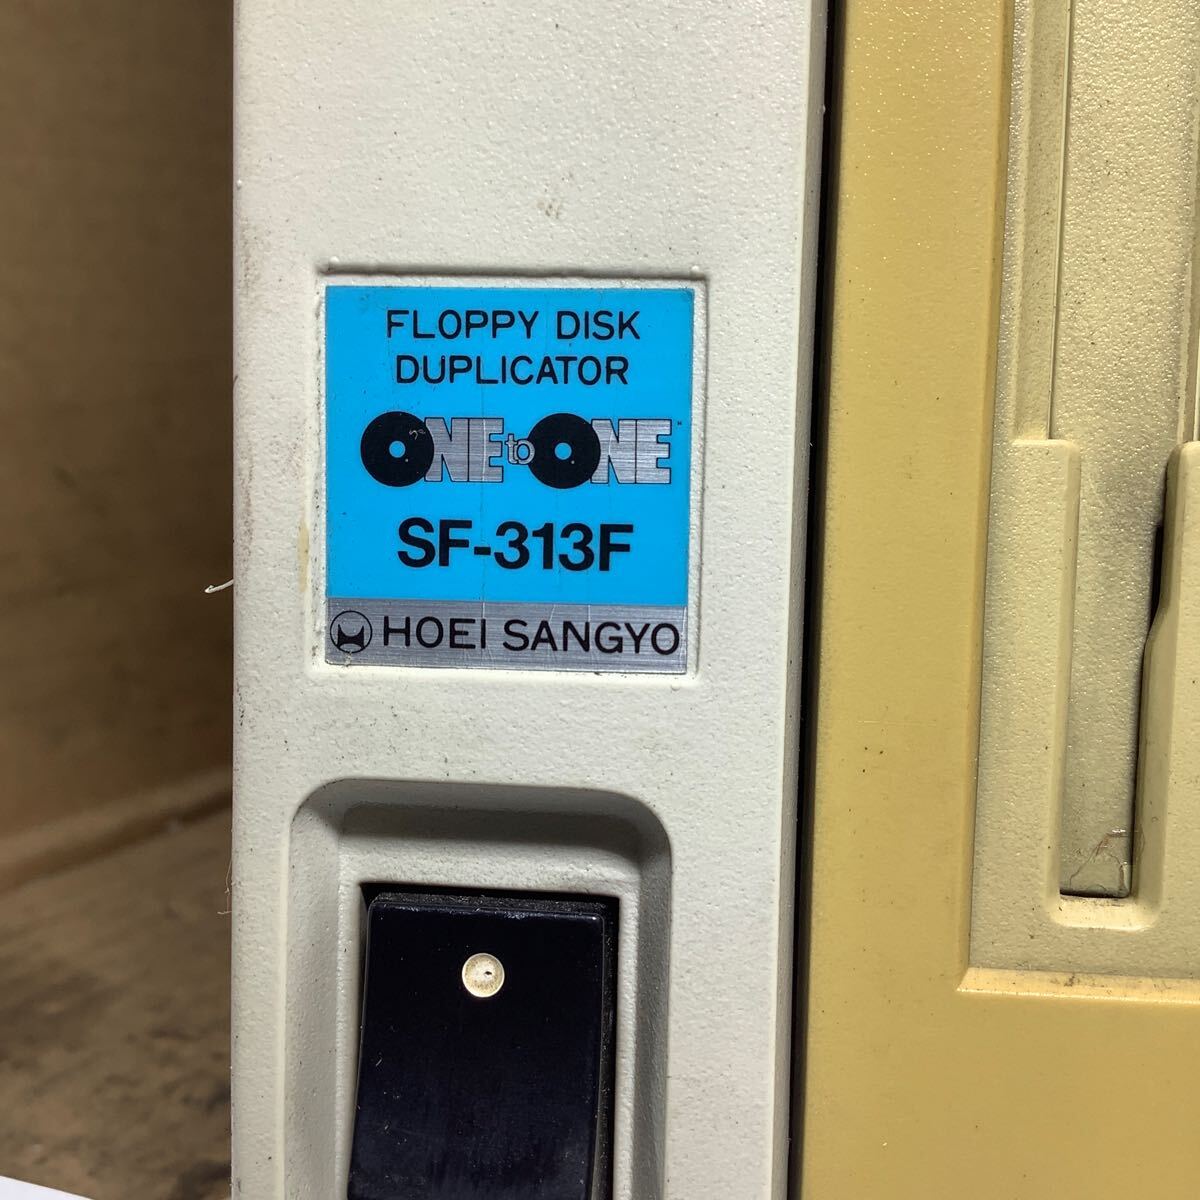 FLOPPY DISK
DUPLICATOR
ONE to ONE
SF-313F
HOEI SANGYO